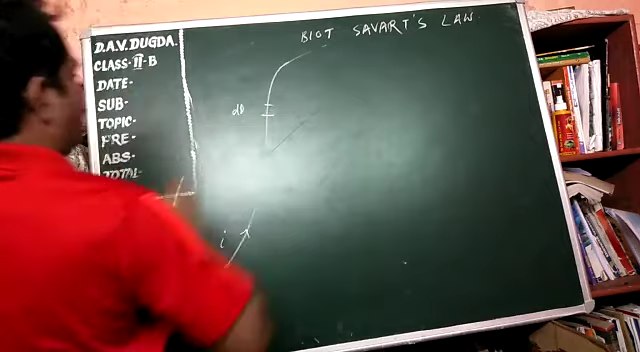 BIOT SAVART'S LAW
D.A.V. DUGDA.
CLASS-II-B
DATE-
SUB-
TOPIC-
PRE-
ABS-
TOTAL-
dl
i